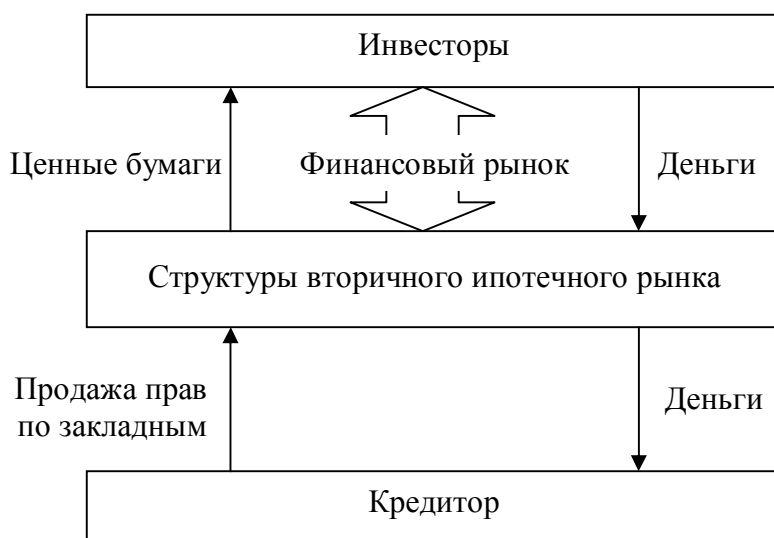 Инвесторы
Ценные бумаги
Финансовый рынок
Деньги
Структуры вторичного ипотечного рынка
Продажа прав
по закладным
Деньги
Кредитор